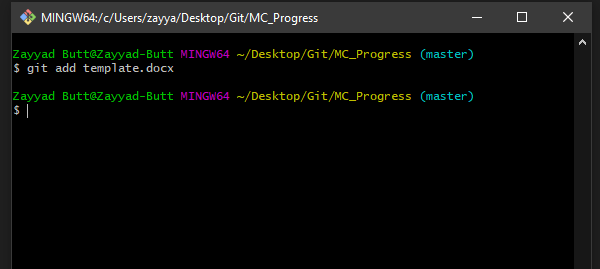 MINGW64:/c/Users/zayya/Desktop/Git/MC_Progress
Zayyad Butt@Zayyad-Butt MINGW64 ~/Desktop/Git/MC_Progress (master)
$ git add template.docx
Zayyad Butt@Zayyad-Butt MINGW64 ~/Desktop/Git/MC_Progress (master)
$